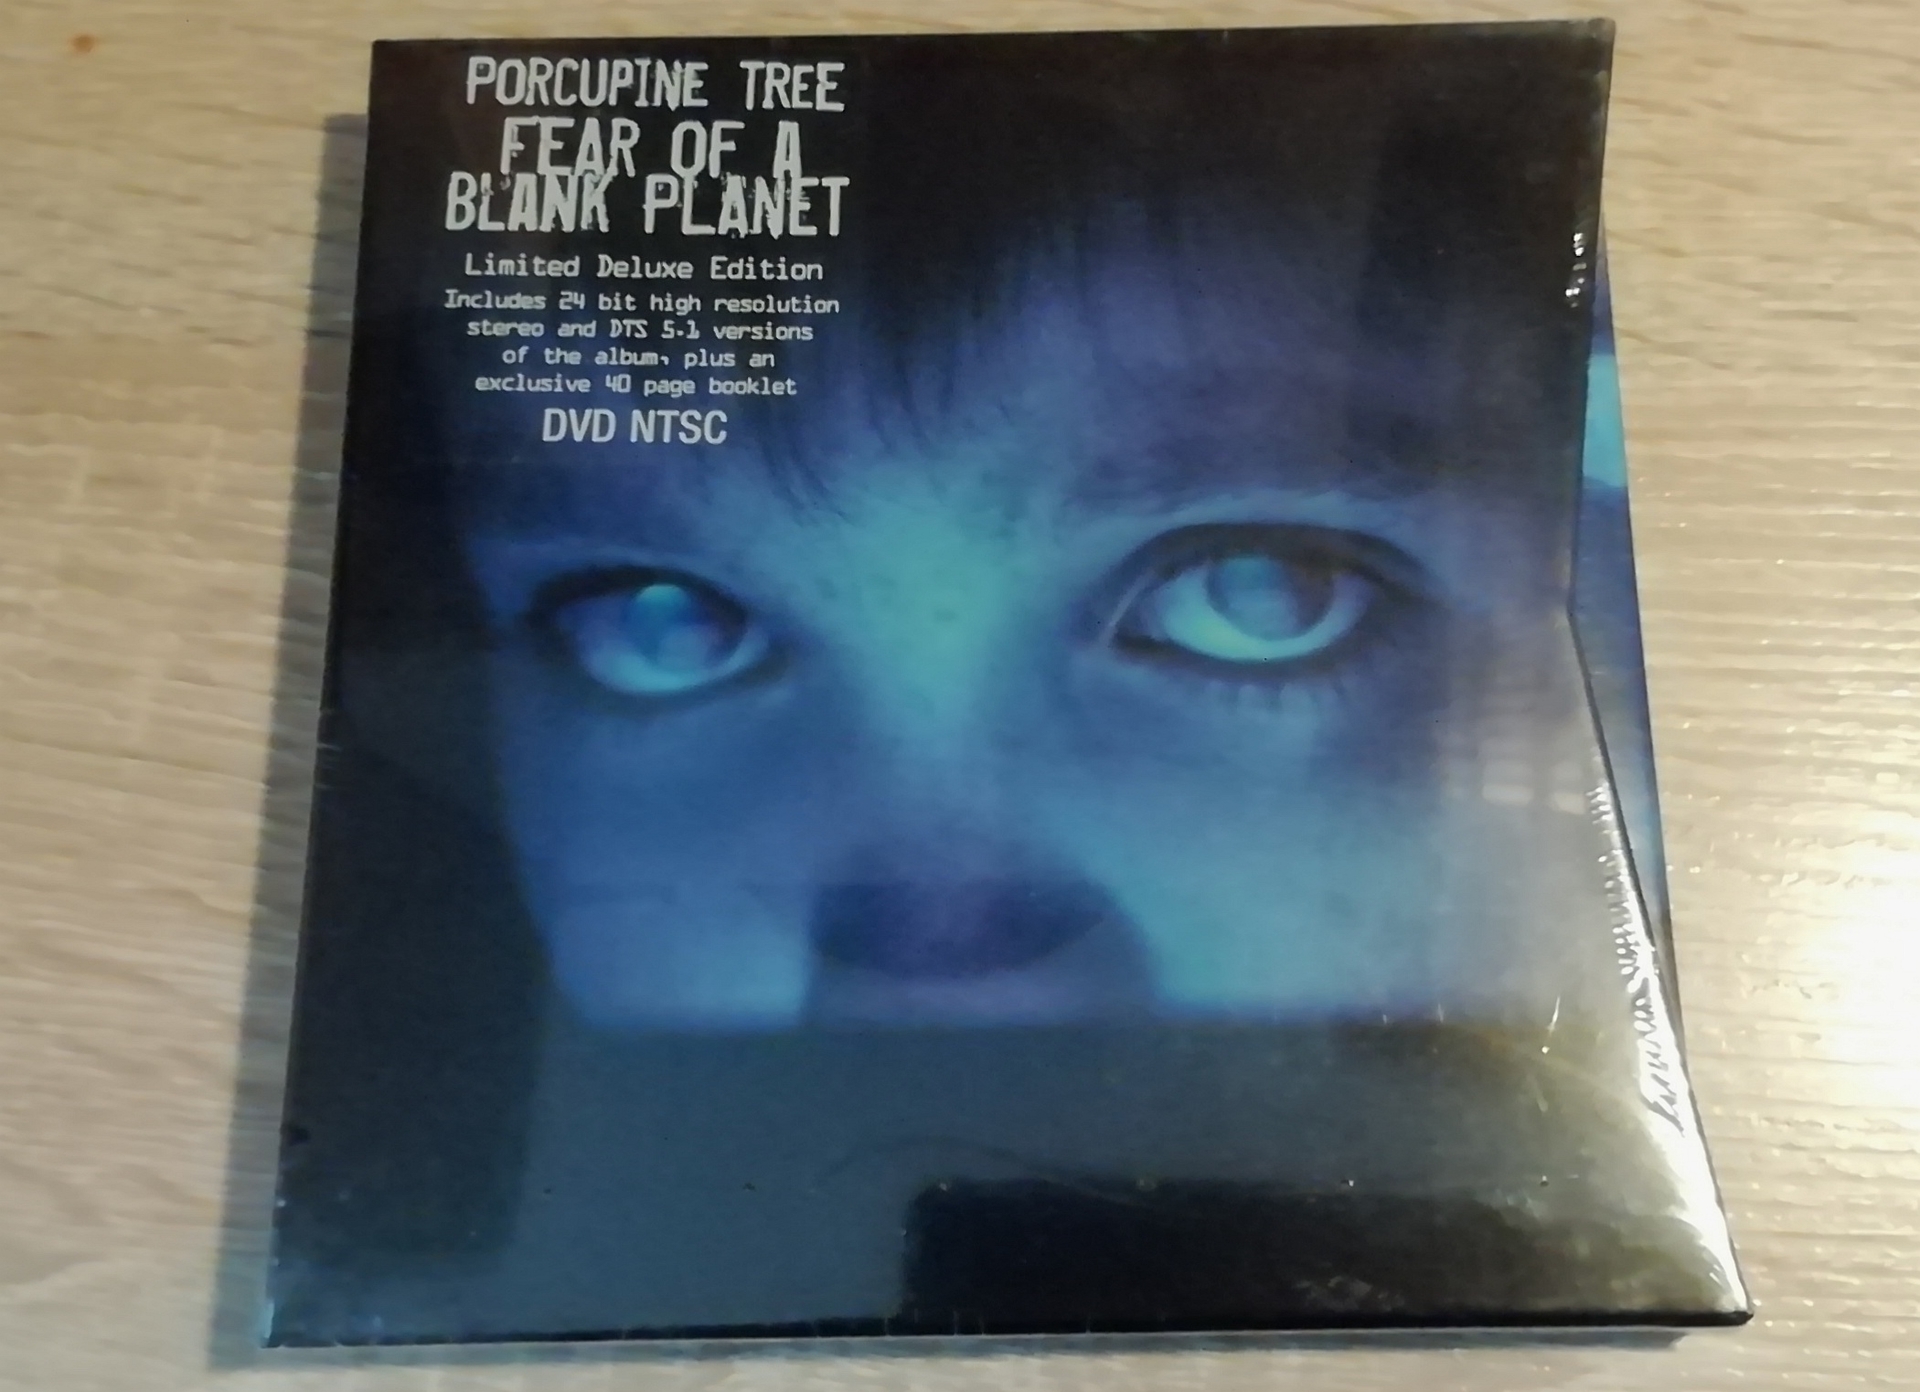 PORCUPINE TREE
FEAR OF A
BLANK PLANET
Limited Deluxe Edition
Includes 24 bit high resolution
stereo and DTS 5.1 versions
of the album, plus an
exclusive 40 page booklet
DVD NTSC